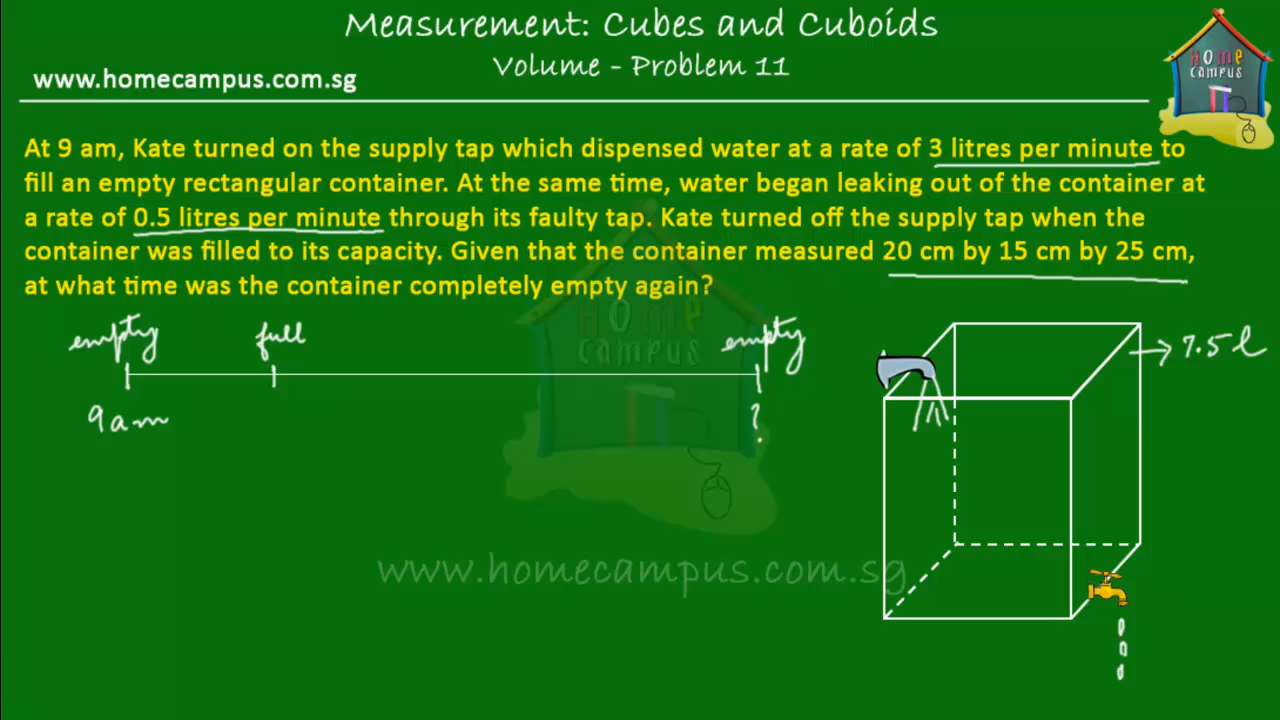 Measurement: Cubes and Cuboids
Volume - Problem 11
www.homecampus.com.sg
HOME
campus
At 9 am, Kate turned on the supply tap which dispensed water at a rate of 3 litres per minute to
fill an empty rectangular container. At the same time, water began leaking out of the container at
a rate of 0.5 litres per minute through its faulty tap. Kate turned off the supply tap when the
container was filled to its capacity. Given that the container measured 20 cm by 15 cm by 25 cm,
at what time was the container completely empty again?
empty full empty
9am ?
7.5 l
HOME
campus
www.homecampus.com.sg